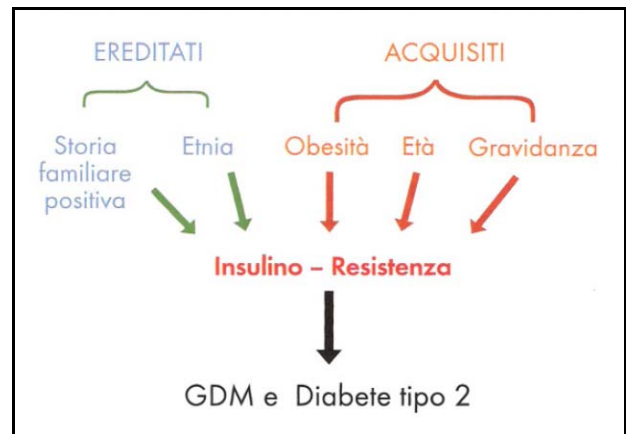 EREDITATI
ACQUISITI
Storia
familiare
positiva
Etnia
Obesità
Età
Gravidanza
Insulino – Resistenza
GDM e Diabete tipo 2